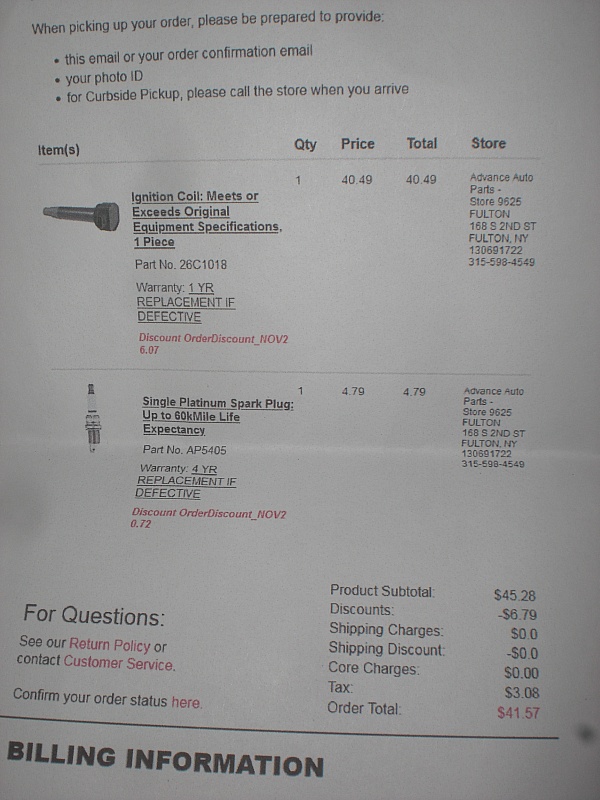 When picking up your order, please be prepared to provide:
• this email or your order confirmation email
• your photo ID
• for Curbside Pickup, please call the store when you arrive
Item(s) Qty Price Total Store
Ignition Coil: Meets or
Exceeds Original
Equipment Specifications,
1 Piece
Part No. 26C1018
Warranty: 1 YR
REPLACEMENT IF
DEFECTIVE
Discount OrderDiscount_NOV2
6.07
1 40.49 40.49
Advance Auto
Parts -
Store 9625
FULTON
168 S 2ND ST
FULTON, NY
130691722
315-598-4549
Single Platinum Spark Plug:
Up to 60kMile Life
Expectancy
Part No. AP5405
Warranty: 4 YR
REPLACEMENT IF
DEFECTIVE
Discount OrderDiscount_NOV2
0.72
1 4.79 4.79
Advance Auto
Parts -
Store 9625
FULTON
168 S 2ND ST
FULTON, NY
130691722
315-598-4549
For Questions:
See our Return Policy or
contact Customer Service.
Confirm your order status here.
Product Subtotal: $45.28
Discounts: -$6.79
Shipping Charges: $0.0
Shipping Discount: -$0.0
Core Charges: $0.00
Tax: $3.08
Order Total: $41.57
BILLING INFORMATION